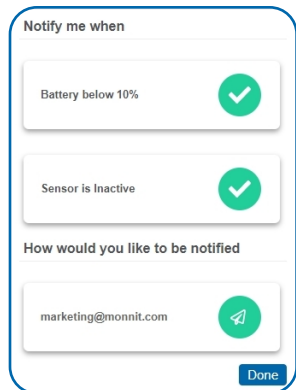 Notify me when
Battery below 10%
Sensor is Inactive
How would you like to be notified
marketing@monnit.com
Done